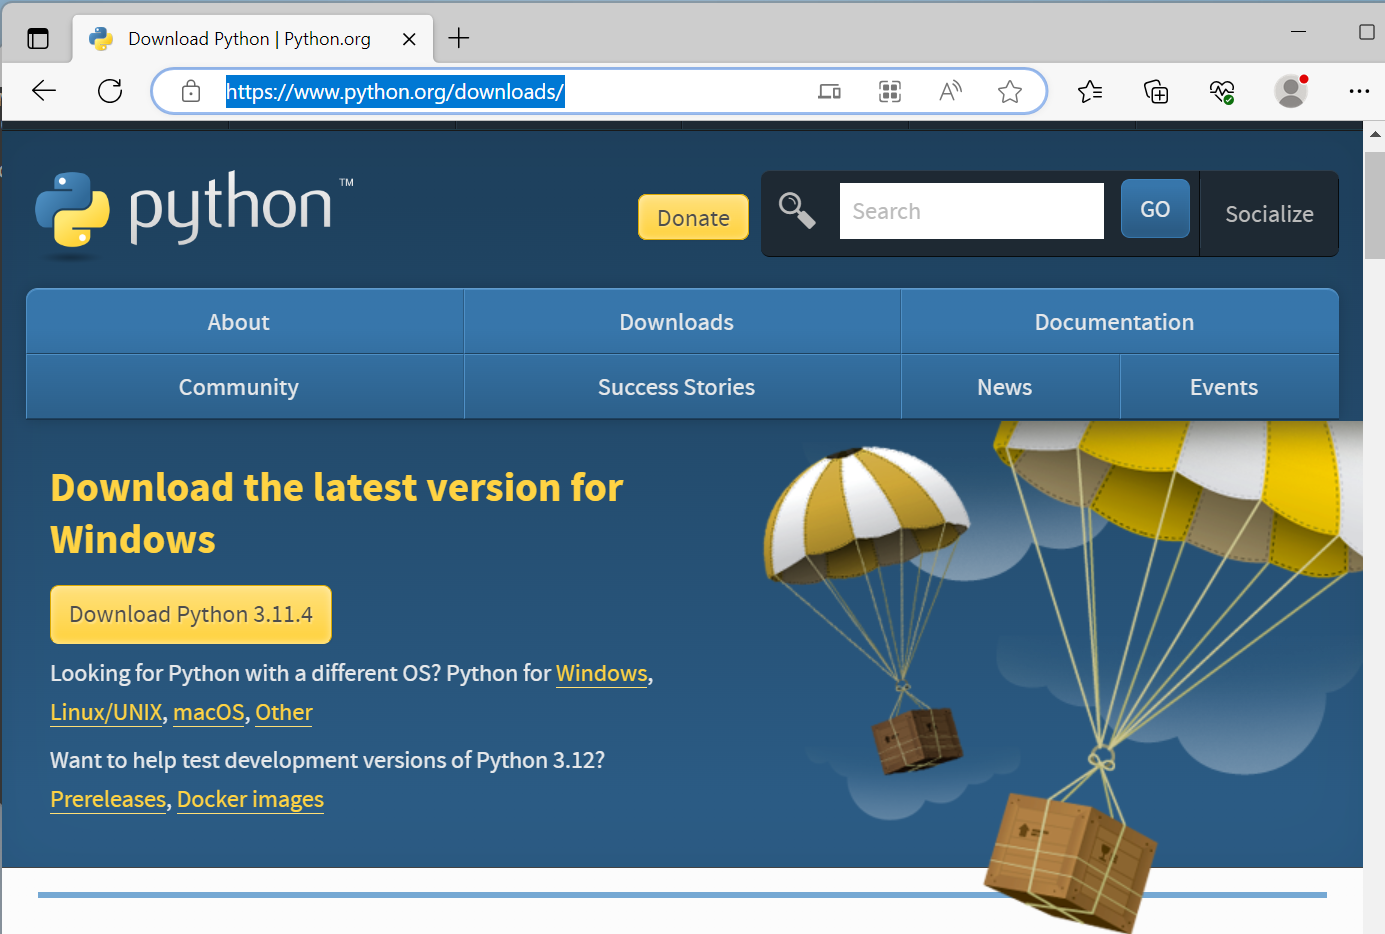 Download Python | Python.org
https://www.python.org/downloads/
python™
Donate
Search
GO
Socialize
About
Downloads
Documentation
Community
Success Stories
News
Events
Download the latest version for
Windows
Download Python 3.11.4
Looking for Python with a different OS? Python for Windows,
Linux/UNIX, macOS, Other
Want to help test development versions of Python 3.12?
Prereleases, Docker images